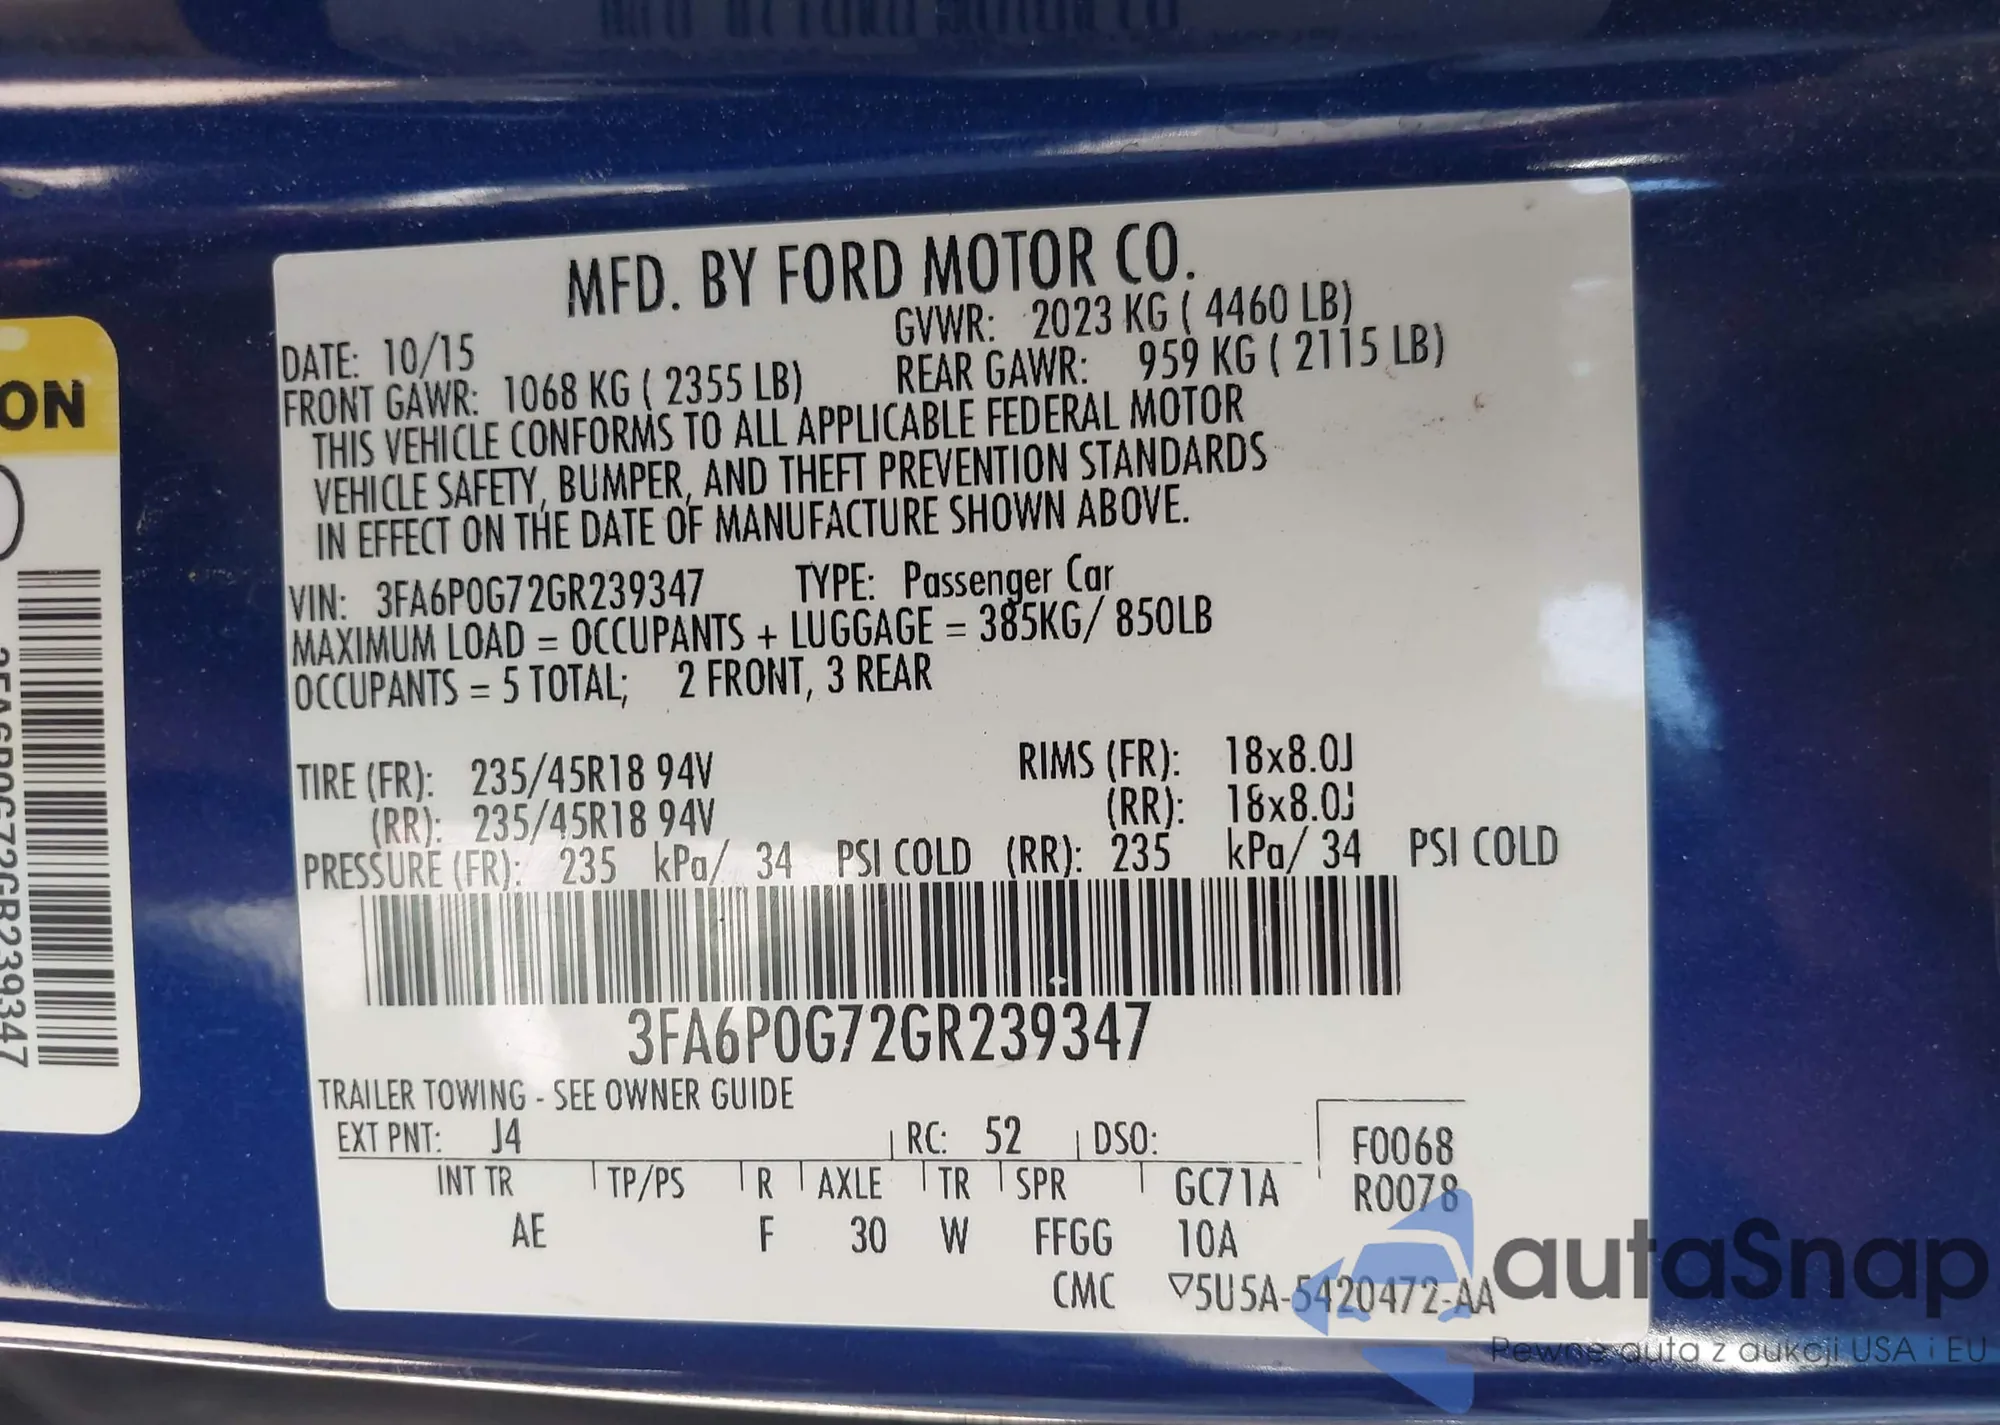 MFD. BY FORD MOTOR CO.
DATE: 10/15 GVWR: 2023 KG ( 4460 LB)
FRONT GAWR: 1068 KG ( 2355 LB) REAR GAWR: 959 KG ( 2115 LB)
THIS VEHICLE CONFORMS TO ALL APPLICABLE FEDERAL MOTOR
VEHICLE SAFETY, BUMPER, AND THEFT PREVENTION STANDARDS
IN EFFECT ON THE DATE OF MANUFACTURE SHOWN ABOVE.
VIN: 3FA6P0G72GR239347 TYPE: Passenger Car
MAXIMUM LOAD = OCCUPANTS + LUGGAGE = 385KG/ 850LB
OCCUPANTS = 5 TOTAL; 2 FRONT, 3 REAR
TIRE (FR): 235/45R18 94V RIMS (FR): 18x8.0J
(RR): 235/45R18 94V (RR): 18x8.0J
PRESSURE (FR): 235 kPa/ 34 PSI COLD (RR): 235 kPa/ 34 PSI COLD
3FA6P0G72GR239347
TRAILER TOWING - SEE OWNER GUIDE
EXT PNT: J4 RC: 52 DSO: F0068
INT TR TP/PS R AXLE TR SPR GC71A R0078
AE F 30 W FFGG 10A
CMC ▽5U5A-5420472-AA
ON
3FA6P0G72GR239347
autaSnap
Pewne auta z aukcji USA i EU